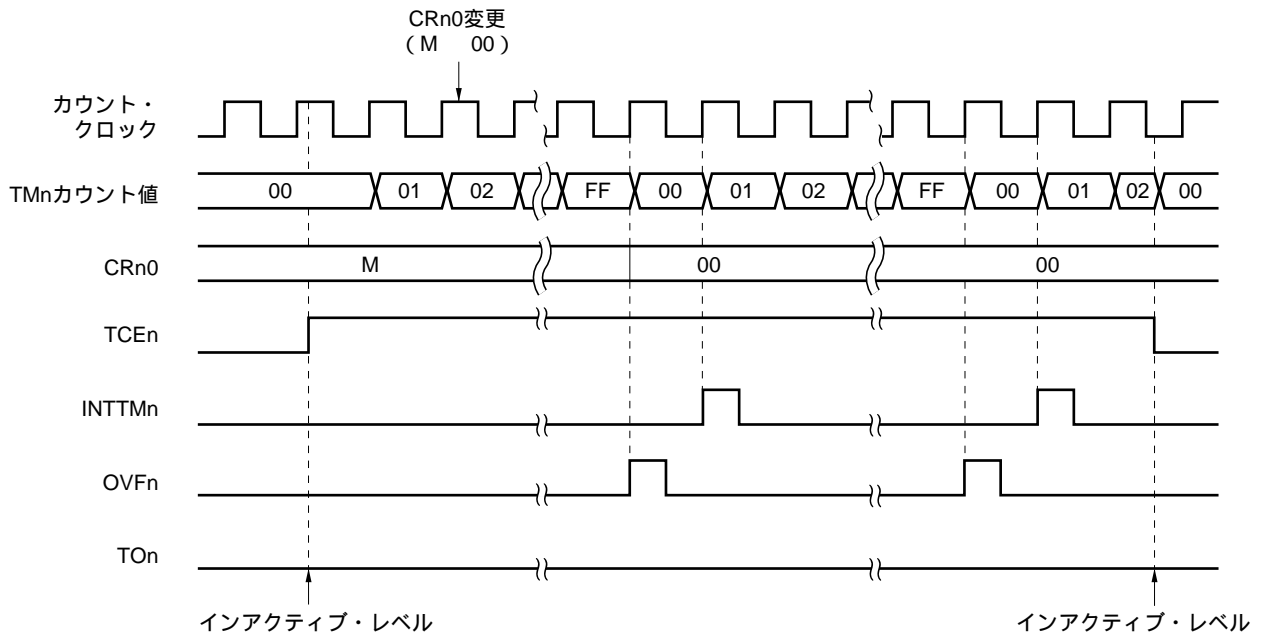 CRn0変更
(M 00)
カウント・
クロック
TMnカウント値
00 01 02 FF 00 01 02 FF 00 01 02 00
CRn0
M 00 00
TCEn
INTTMn
OVFn
TOn
インアクティブ・レベル インアクティブ・レベル